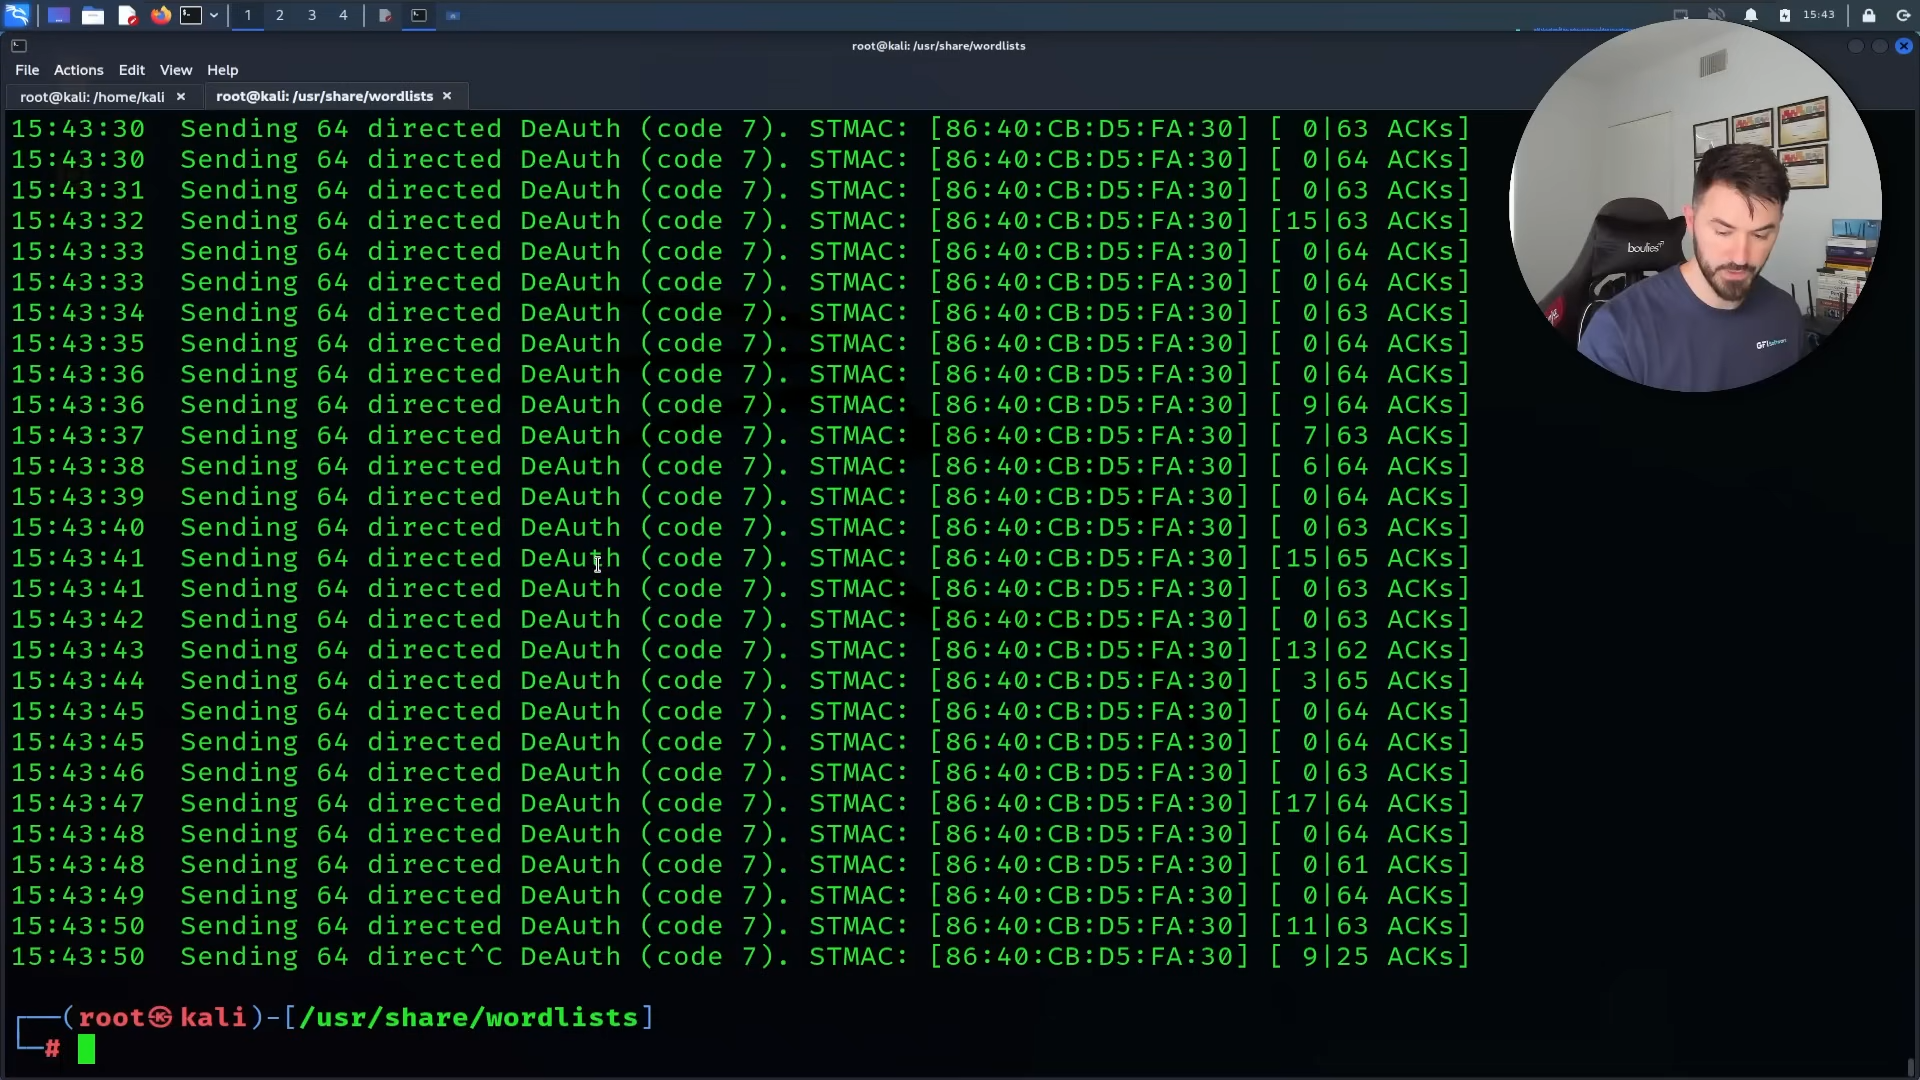 1 2 3 4 15:43
root@kali: /usr/share/wordlists
File Actions Edit View Help
root@kali: /home/kali × root@kali: /usr/share/wordlists ×
15:43:30 Sending 64 directed DeAuth (code 7). STMAC: [86:40:CB:D5:FA:30] [ 0|63 ACKs]
15:43:30 Sending 64 directed DeAuth (code 7). STMAC: [86:40:CB:D5:FA:30] [ 0|64 ACKs]
15:43:31 Sending 64 directed DeAuth (code 7). STMAC: [86:40:CB:D5:FA:30] [ 0|63 ACKs]
15:43:32 Sending 64 directed DeAuth (code 7). STMAC: [86:40:CB:D5:FA:30] [15|63 ACKs]
15:43:33 Sending 64 directed DeAuth (code 7). STMAC: [86:40:CB:D5:FA:30] [ 0|64 ACKs]
15:43:33 Sending 64 directed DeAuth (code 7). STMAC: [86:40:CB:D5:FA:30] [ 0|64 ACKs]
15:43:34 Sending 64 directed DeAuth (code 7). STMAC: [86:40:CB:D5:FA:30] [ 0|63 ACKs]
15:43:35 Sending 64 directed DeAuth (code 7). STMAC: [86:40:CB:D5:FA:30] [ 0|64 ACKs]
15:43:36 Sending 64 directed DeAuth (code 7). STMAC: [86:40:CB:D5:FA:30] [ 0|64 ACKs]
15:43:36 Sending 64 directed DeAuth (code 7). STMAC: [86:40:CB:D5:FA:30] [ 9|64 ACKs]
15:43:37 Sending 64 directed DeAuth (code 7). STMAC: [86:40:CB:D5:FA:30] [ 7|63 ACKs]
15:43:38 Sending 64 directed DeAuth (code 7). STMAC: [86:40:CB:D5:FA:30] [ 6|64 ACKs]
15:43:39 Sending 64 directed DeAuth (code 7). STMAC: [86:40:CB:D5:FA:30] [ 0|64 ACKs]
15:43:40 Sending 64 directed DeAuth (code 7). STMAC: [86:40:CB:D5:FA:30] [ 0|63 ACKs]
15:43:41 Sending 64 directed DeAuth (code 7). STMAC: [86:40:CB:D5:FA:30] [15|65 ACKs]
15:43:41 Sending 64 directed DeAuth (code 7). STMAC: [86:40:CB:D5:FA:30] [ 0|63 ACKs]
15:43:42 Sending 64 directed DeAuth (code 7). STMAC: [86:40:CB:D5:FA:30] [ 0|63 ACKs]
15:43:43 Sending 64 directed DeAuth (code 7). STMAC: [86:40:CB:D5:FA:30] [13|62 ACKs]
15:43:44 Sending 64 directed DeAuth (code 7). STMAC: [86:40:CB:D5:FA:30] [ 3|65 ACKs]
15:43:45 Sending 64 directed DeAuth (code 7). STMAC: [86:40:CB:D5:FA:30] [ 0|64 ACKs]
15:43:45 Sending 64 directed DeAuth (code 7). STMAC: [86:40:CB:D5:FA:30] [ 0|64 ACKs]
15:43:46 Sending 64 directed DeAuth (code 7). STMAC: [86:40:CB:D5:FA:30] [ 0|63 ACKs]
15:43:47 Sending 64 directed DeAuth (code 7). STMAC: [86:40:CB:D5:FA:30] [17|64 ACKs]
15:43:48 Sending 64 directed DeAuth (code 7). STMAC: [86:40:CB:D5:FA:30] [ 0|64 ACKs]
15:43:48 Sending 64 directed DeAuth (code 7). STMAC: [86:40:CB:D5:FA:30] [ 0|61 ACKs]
15:43:49 Sending 64 directed DeAuth (code 7). STMAC: [86:40:CB:D5:FA:30] [ 0|64 ACKs]
15:43:50 Sending 64 directed DeAuth (code 7). STMAC: [86:40:CB:D5:FA:30] [11|63 ACKs]
15:43:50 Sending 64 direct^C DeAuth (code 7). STMAC: [86:40:CB:D5:FA:30] [ 9|25 ACKs]
(root㉿kali)-[/usr/share/wordlists]
#
boulies
GFI Software